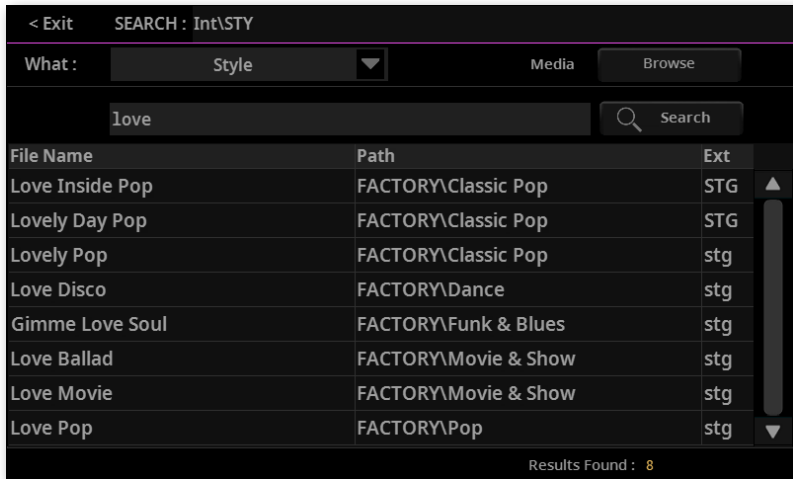 < Exit SEARCH : Int\STY
What : Style Media Browse
love Search
File Name Path Ext
Love Inside Pop FACTORY\Classic Pop STG
Lovely Day Pop FACTORY\Classic Pop STG
Lovely Pop FACTORY\Classic Pop stg
Love Disco FACTORY\Dance stg
Gimme Love Soul FACTORY\Funk & Blues stg
Love Ballad FACTORY\Movie & Show stg
Love Movie FACTORY\Movie & Show stg
Love Pop FACTORY\Pop stg
Results Found : 8